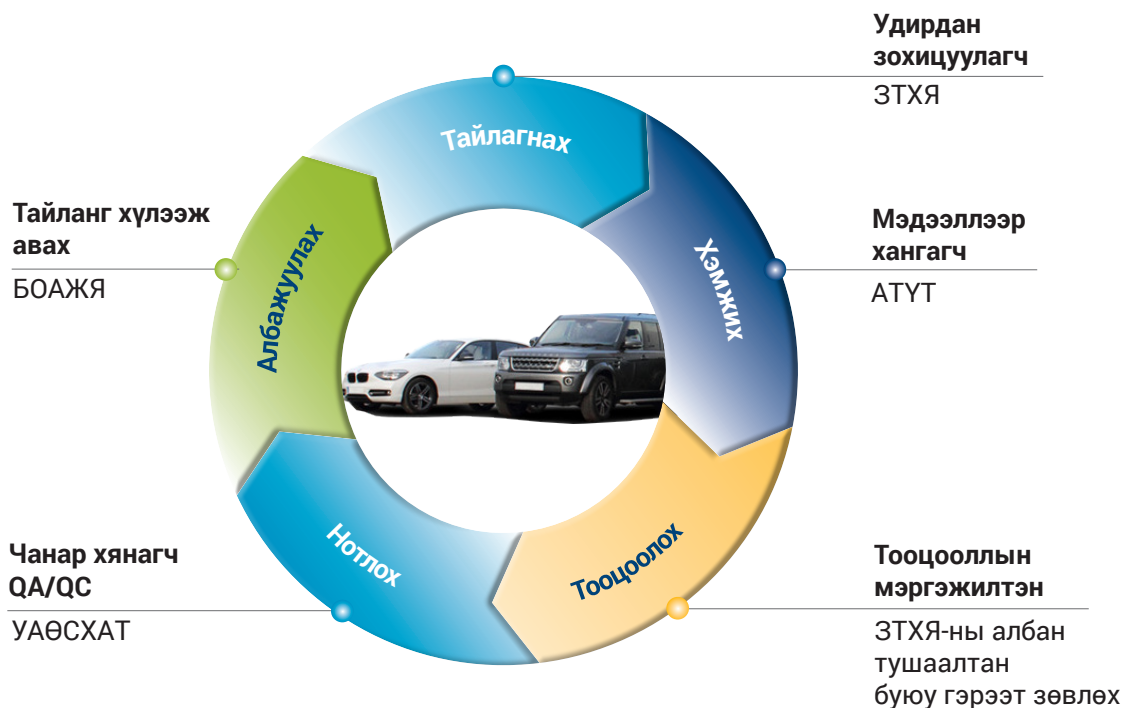 Удирдан
зохицуулагч
ЗТХЯ
Тайлагнах
Тайланг хүлээж
авах
БОАЖЯ
Албажуулах
Хэмжих
Мэдээллээр
хангагч
АТҮТ
Чанар хянагч
QA/QC
УАӨСХАТ
Нотлох
Тооцоолох
Тооцооллын
мэргэжилтэн
ЗТХЯ-ны албан
тушаалтан
буюу гэрээт зөвлөх